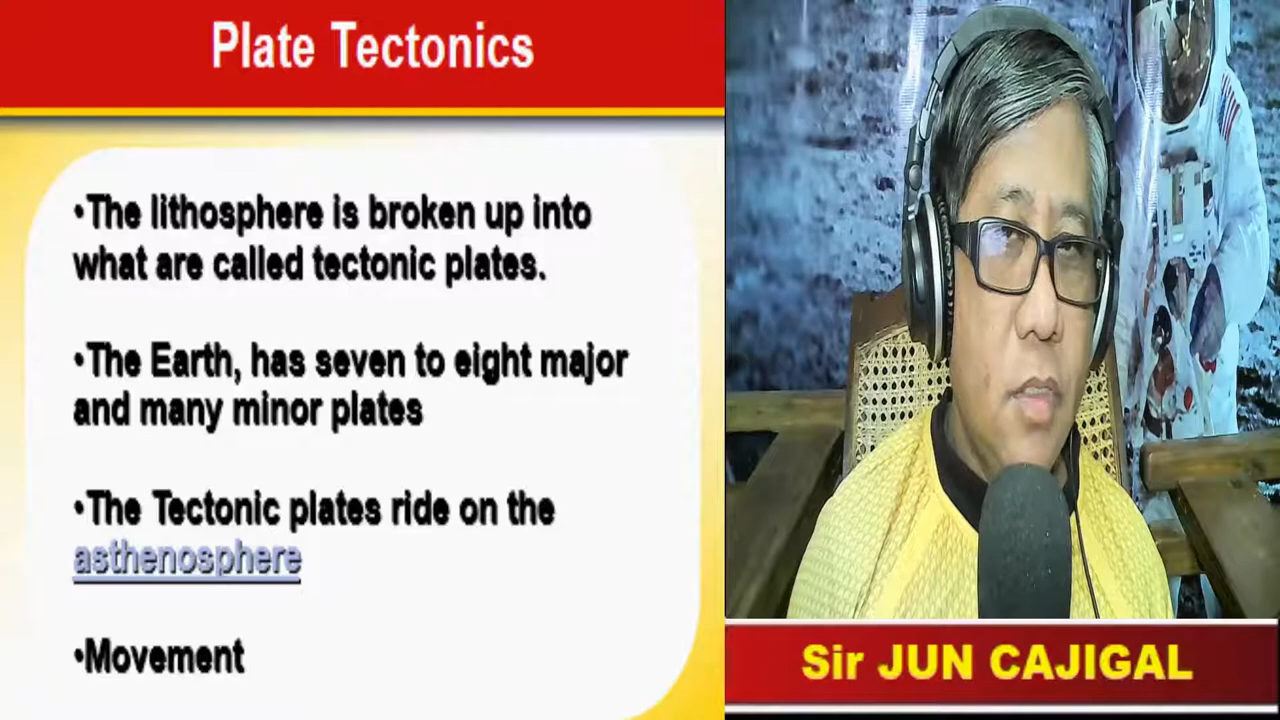 Plate Tectonics
•The lithosphere is broken up into
what are called tectonic plates.
•The Earth, has seven to eight major
and many minor plates
•The Tectonic plates ride on the
asthenosphere
•Movement
Sir JUN CAJIGAL